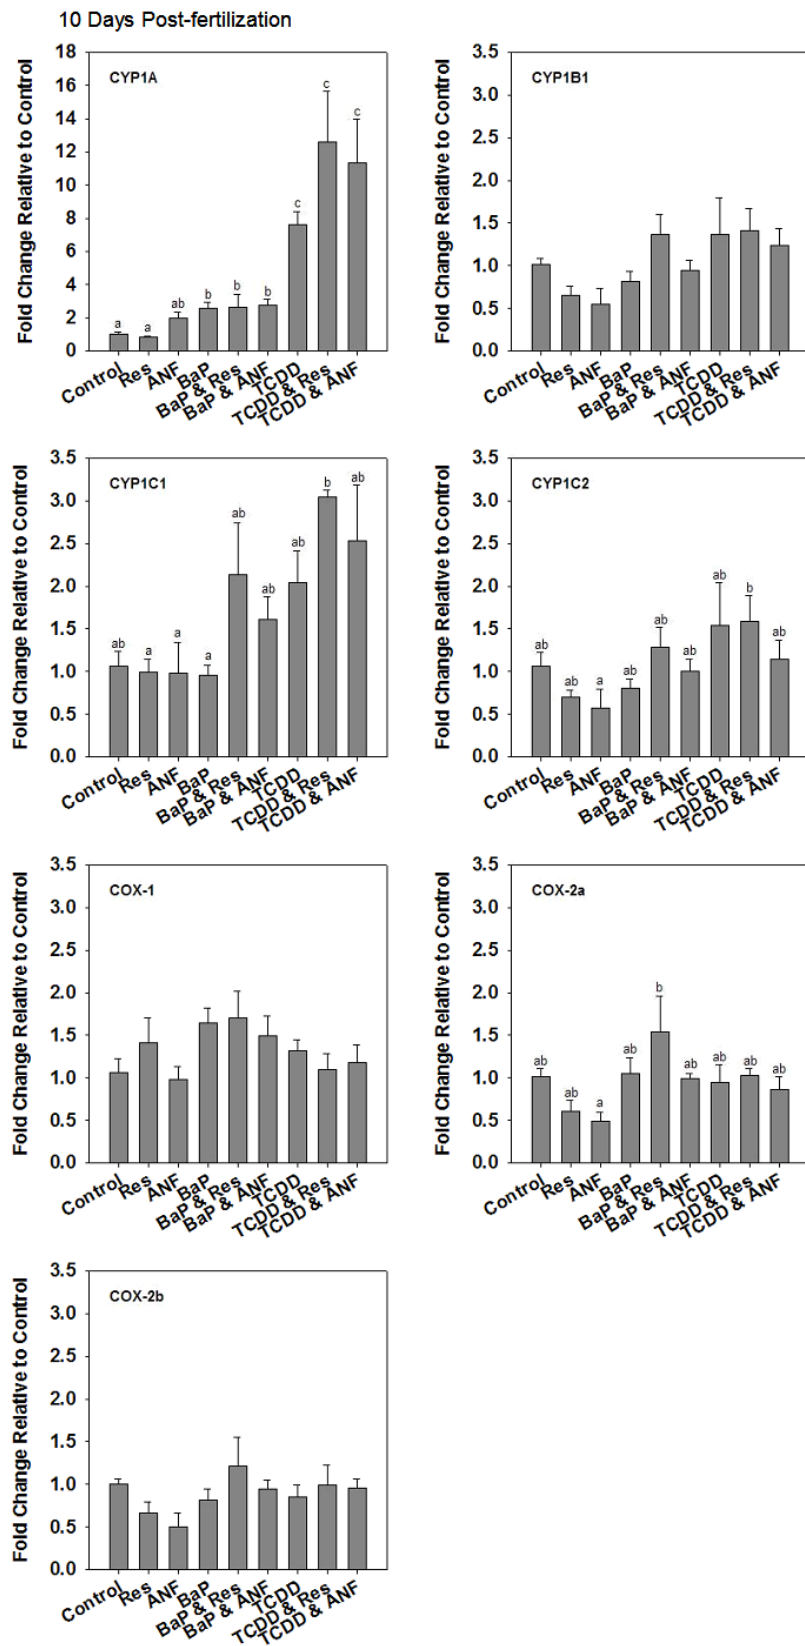 10 Days Post-fertilization
Fold Change Relative to Control
18
16
14
12
10
8
6
4
2
0
CYP1A
a
a
ab
b
b
b
c
c
c
Control
Res
ANF
BaP
BaP & Res
BaP & ANF
TCDD
TCDD & Res
TCDD & ANF
Fold Change Relative to Control
3.5
3.0
2.5
2.0
1.5
1.0
0.5
0.0
CYP1B1
Control
Res
ANF
BaP
BaP & Res
BaP & ANF
TCDD
TCDD & Res
TCDD & ANF
Fold Change Relative to Control
3.5
3.0
2.5
2.0
1.5
1.0
0.5
0.0
CYP1C1
ab
a
a
a
ab
ab
ab
b
ab
Control
Res
ANF
BaP
BaP & Res
BaP & ANF
TCDD
TCDD & Res
TCDD & ANF
Fold Change Relative to Control
3.5
3.0
2.5
2.0
1.5
1.0
0.5
0.0
CYP1C2
ab
ab
a
ab
ab
ab
ab
b
ab
Control
Res
ANF
BaP
BaP & Res
BaP & ANF
TCDD
TCDD & Res
TCDD & ANF
Fold Change Relative to Control
3.5
3.0
2.5
2.0
1.5
1.0
0.5
0.0
COX-1
Control
Res
ANF
BaP
BaP & Res
BaP & ANF
TCDD
TCDD & Res
TCDD & ANF
Fold Change Relative to Control
3.5
3.0
2.5
2.0
1.5
1.0
0.5
0.0
COX-2a
ab
ab
a
ab
b
ab
ab
ab
ab
Control
Res
ANF
BaP
BaP & Res
BaP & ANF
TCDD
TCDD & Res
TCDD & ANF
Fold Change Relative to Control
3.5
3.0
2.5
2.0
1.5
1.0
0.5
0.0
COX-2b
Control
Res
ANF
BaP
BaP & Res
BaP & ANF
TCDD
TCDD & Res
TCDD & ANF